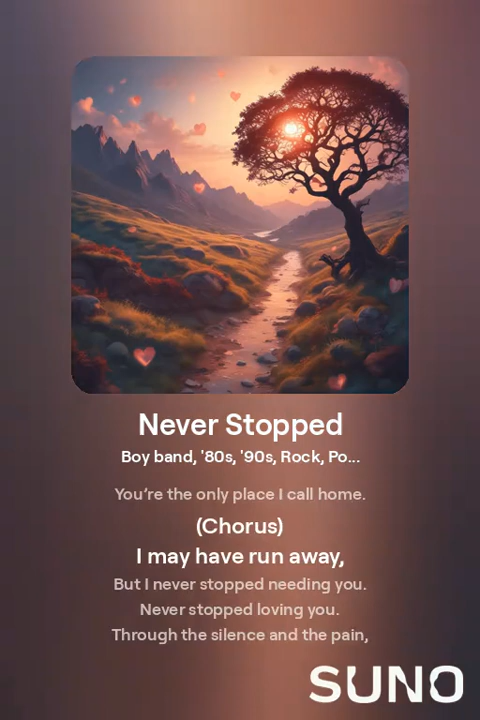 Never Stopped
Boy band, '80s, '90s, Rock, Po...
You're the only place I call home.
(Chorus)
I may have run away,
But I never stopped needing you.
Never stopped loving you.
Through the silence and the pain,
SUNO